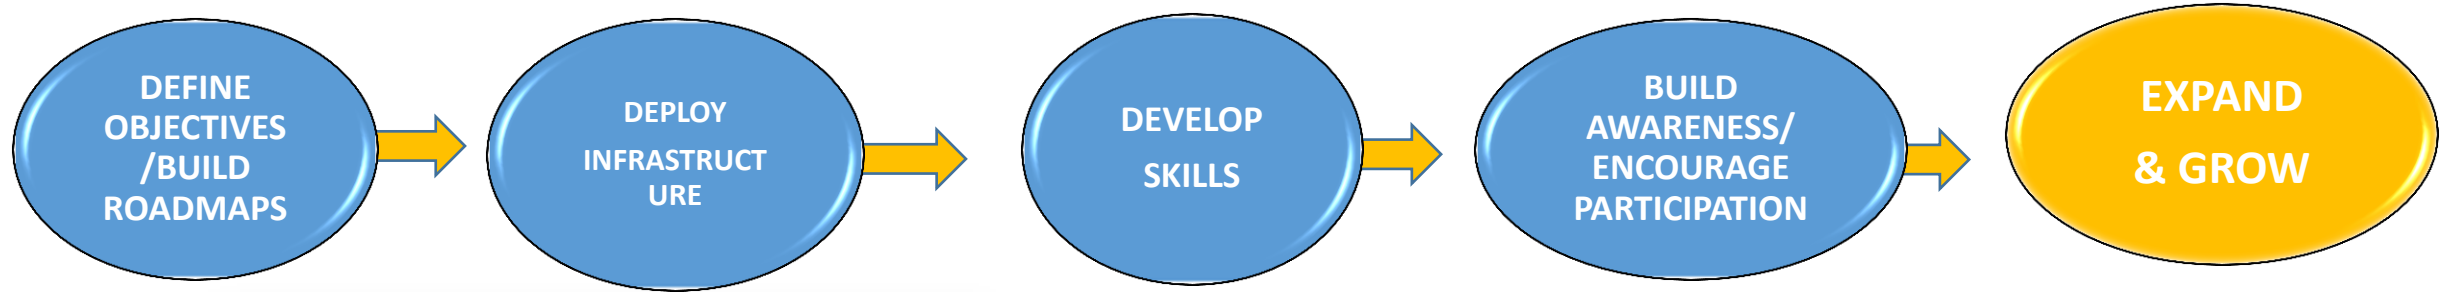 DEFINE
OBJECTIVES
/BUILD
ROADMAPS
DEPLOY
INFRASTRUCT
URE
DEVELOP
SKILLS
BUILD
AWARENESS/
ENCOURAGE
PARTICIPATION
EXPAND
& GROW